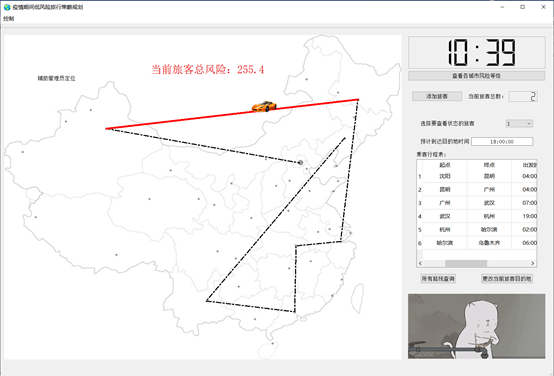 疫情期间低风险旅行策略规划
控制
当前旅客总风险：255.4
辅助管理员定位
10:39
查看各城市风险等级
添加旅客 当前旅客总数： 2
选择要查看状态的旅客 1
预计到达目的地时间 18:00:00
乘客行程表：
起点 终点 出发时
1 沈阳 昆明 04:00
2 昆明 广州 04:00
3 广州 武汉 07:00
4 武汉 杭州 19:00
5 杭州 哈尔滨 02:00
6 哈尔滨 乌鲁木齐 06:00
所有路线查询 更改当前旅客目的地